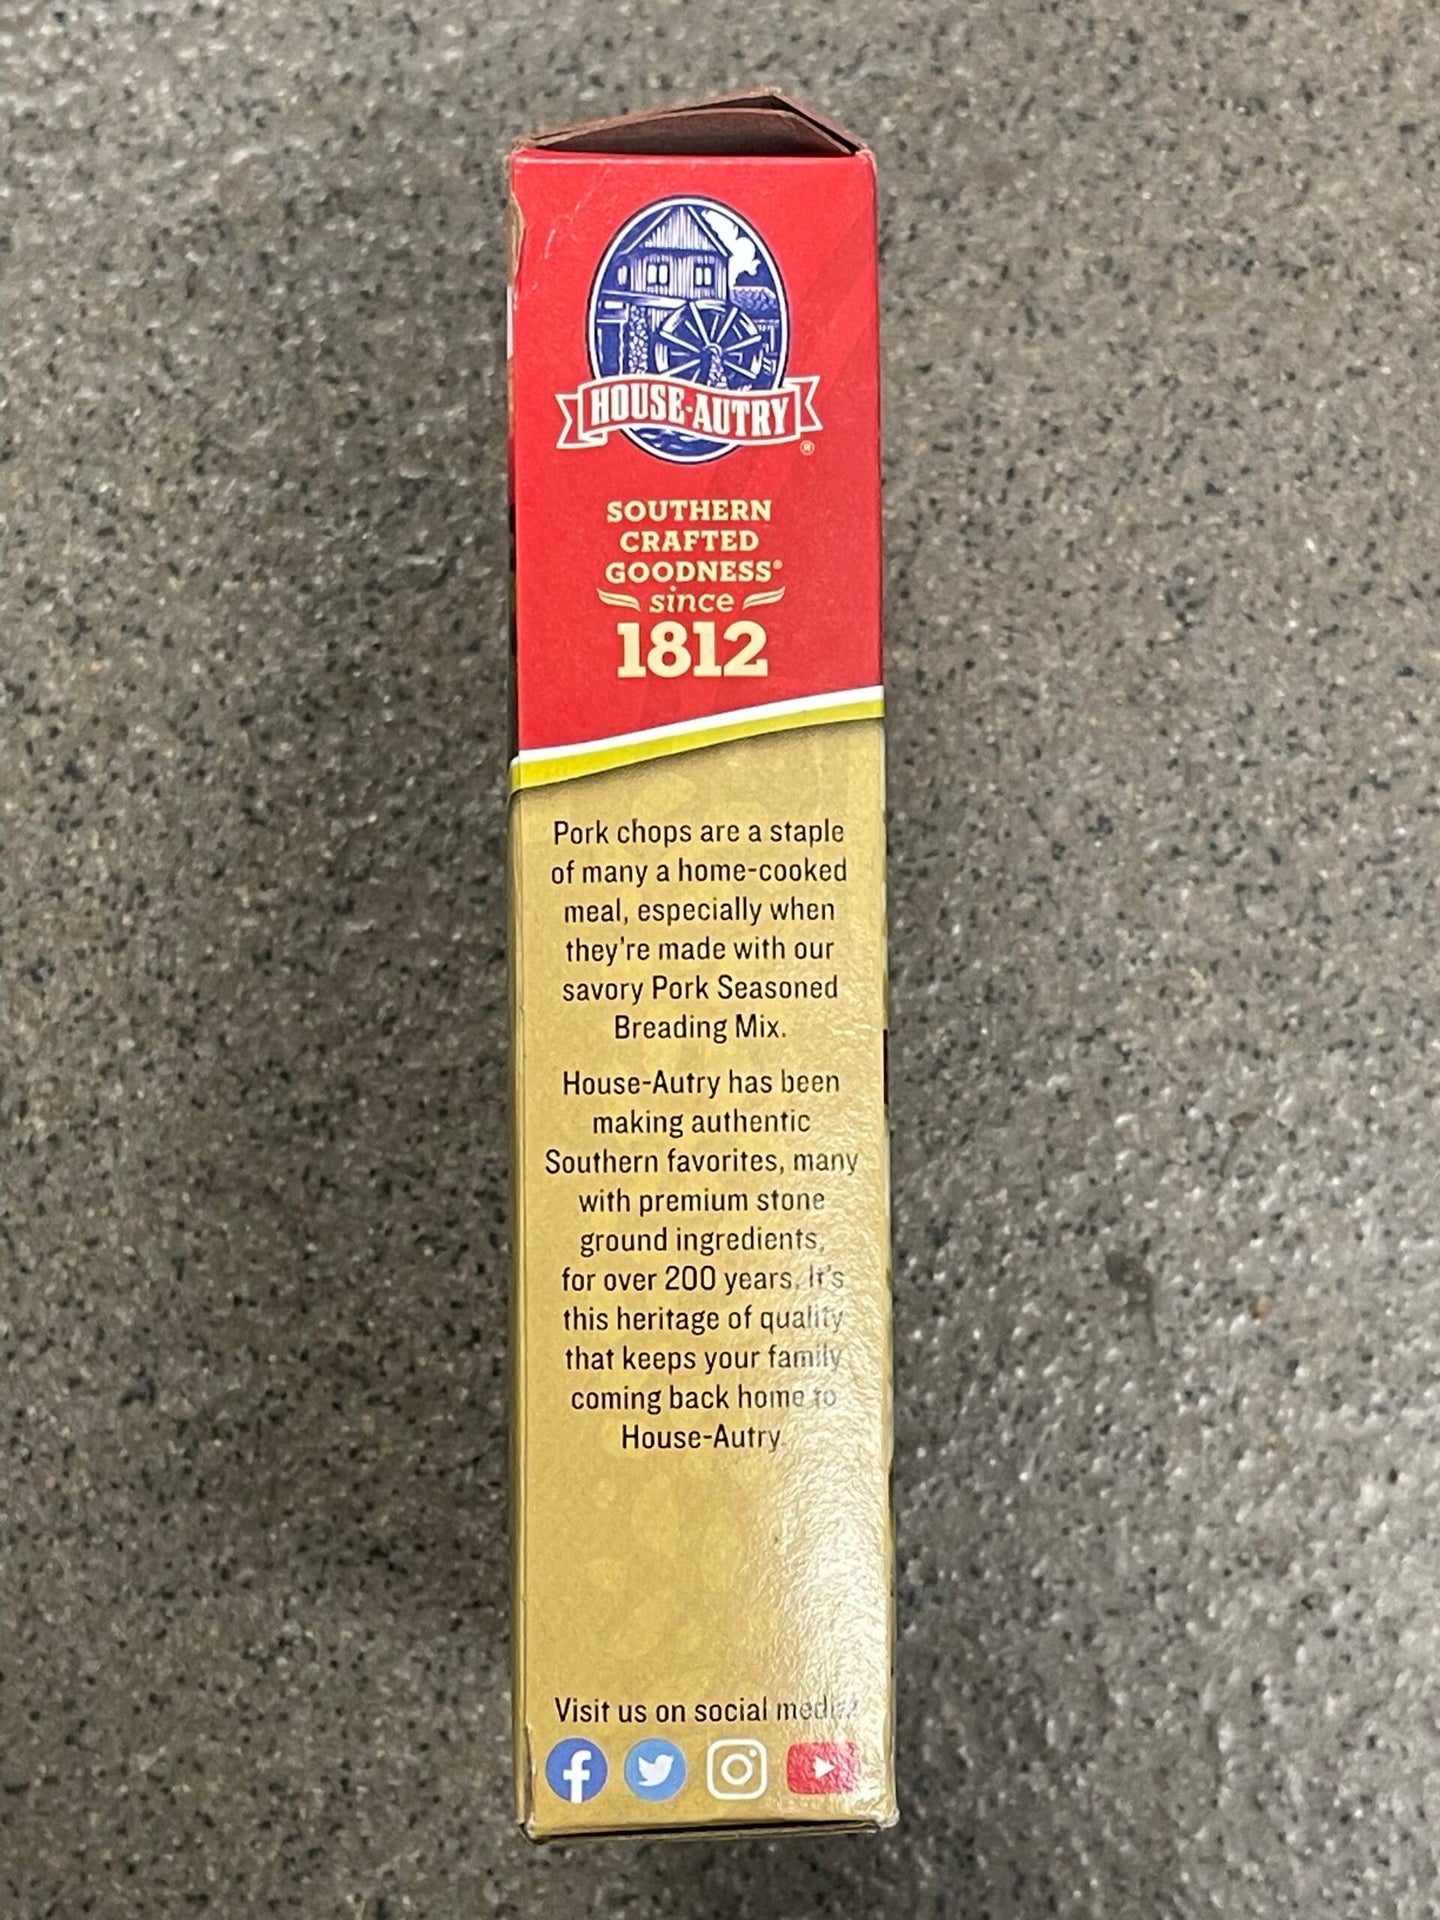 HOUSE-AUTRY®
SOUTHERN
CRAFTED
GOODNESS®
since
1812
Pork chops are a staple
of many a home-cooked
meal, especially when
they're made with our
savory Pork Seasoned
Breading Mix.
House-Autry has been
making authentic
Southern favorites, many
with premium stone
ground ingredients,
for over 200 years. It's
this heritage of quality
that keeps your family
coming back home to
House-Autry.
Visit us on social media!